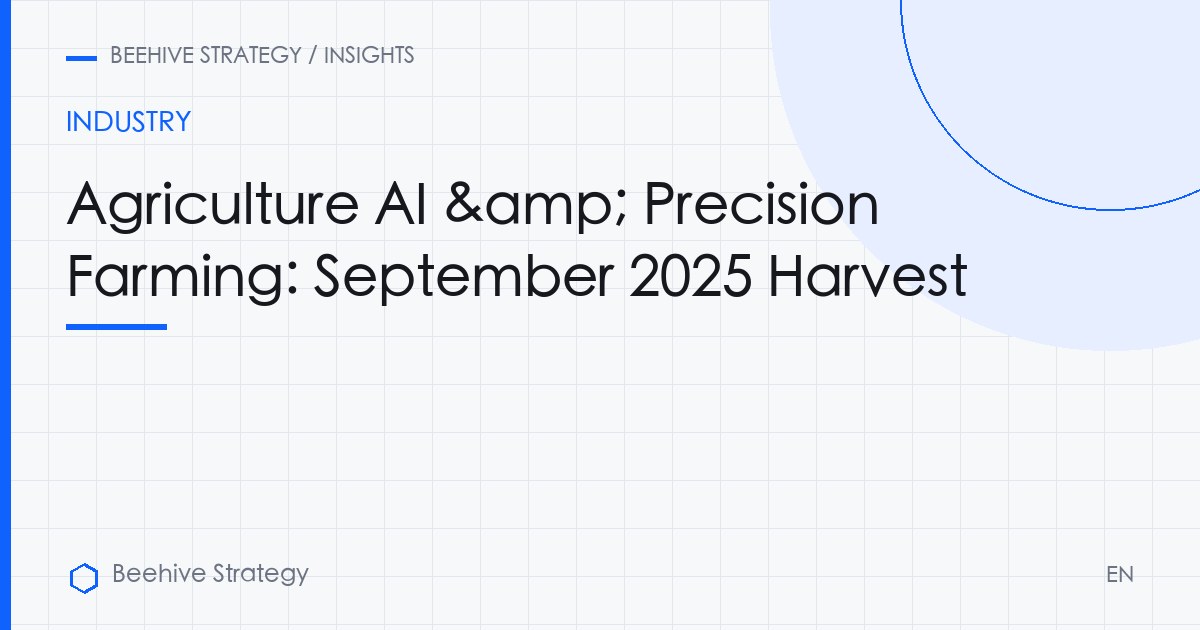 BEEHIVE STRATEGY / INSIGHTS
INDUSTRY
Agriculture AI &amp; Precision
Farming: September 2025 Harvest
Beehive Strategy
EN